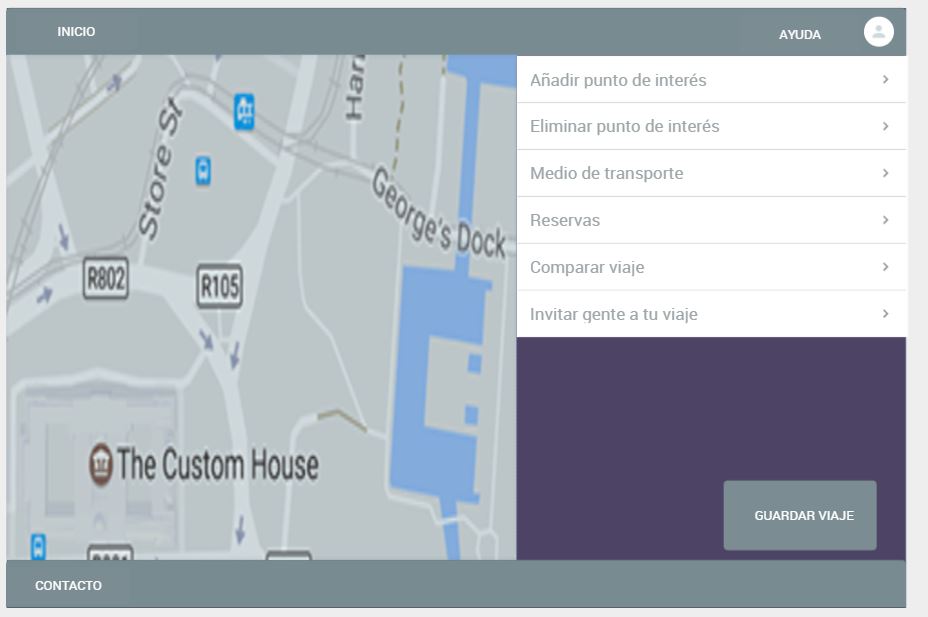 INICIO
AYUDA
Añadir punto de interés
Eliminar punto de interés
Medio de transporte
Reservas
Comparar viaje
Invitar gente a tu viaje
GUARDAR VIAJE
Store St
Har
George's Dock
R802
R105
The Custom House
CONTACTO